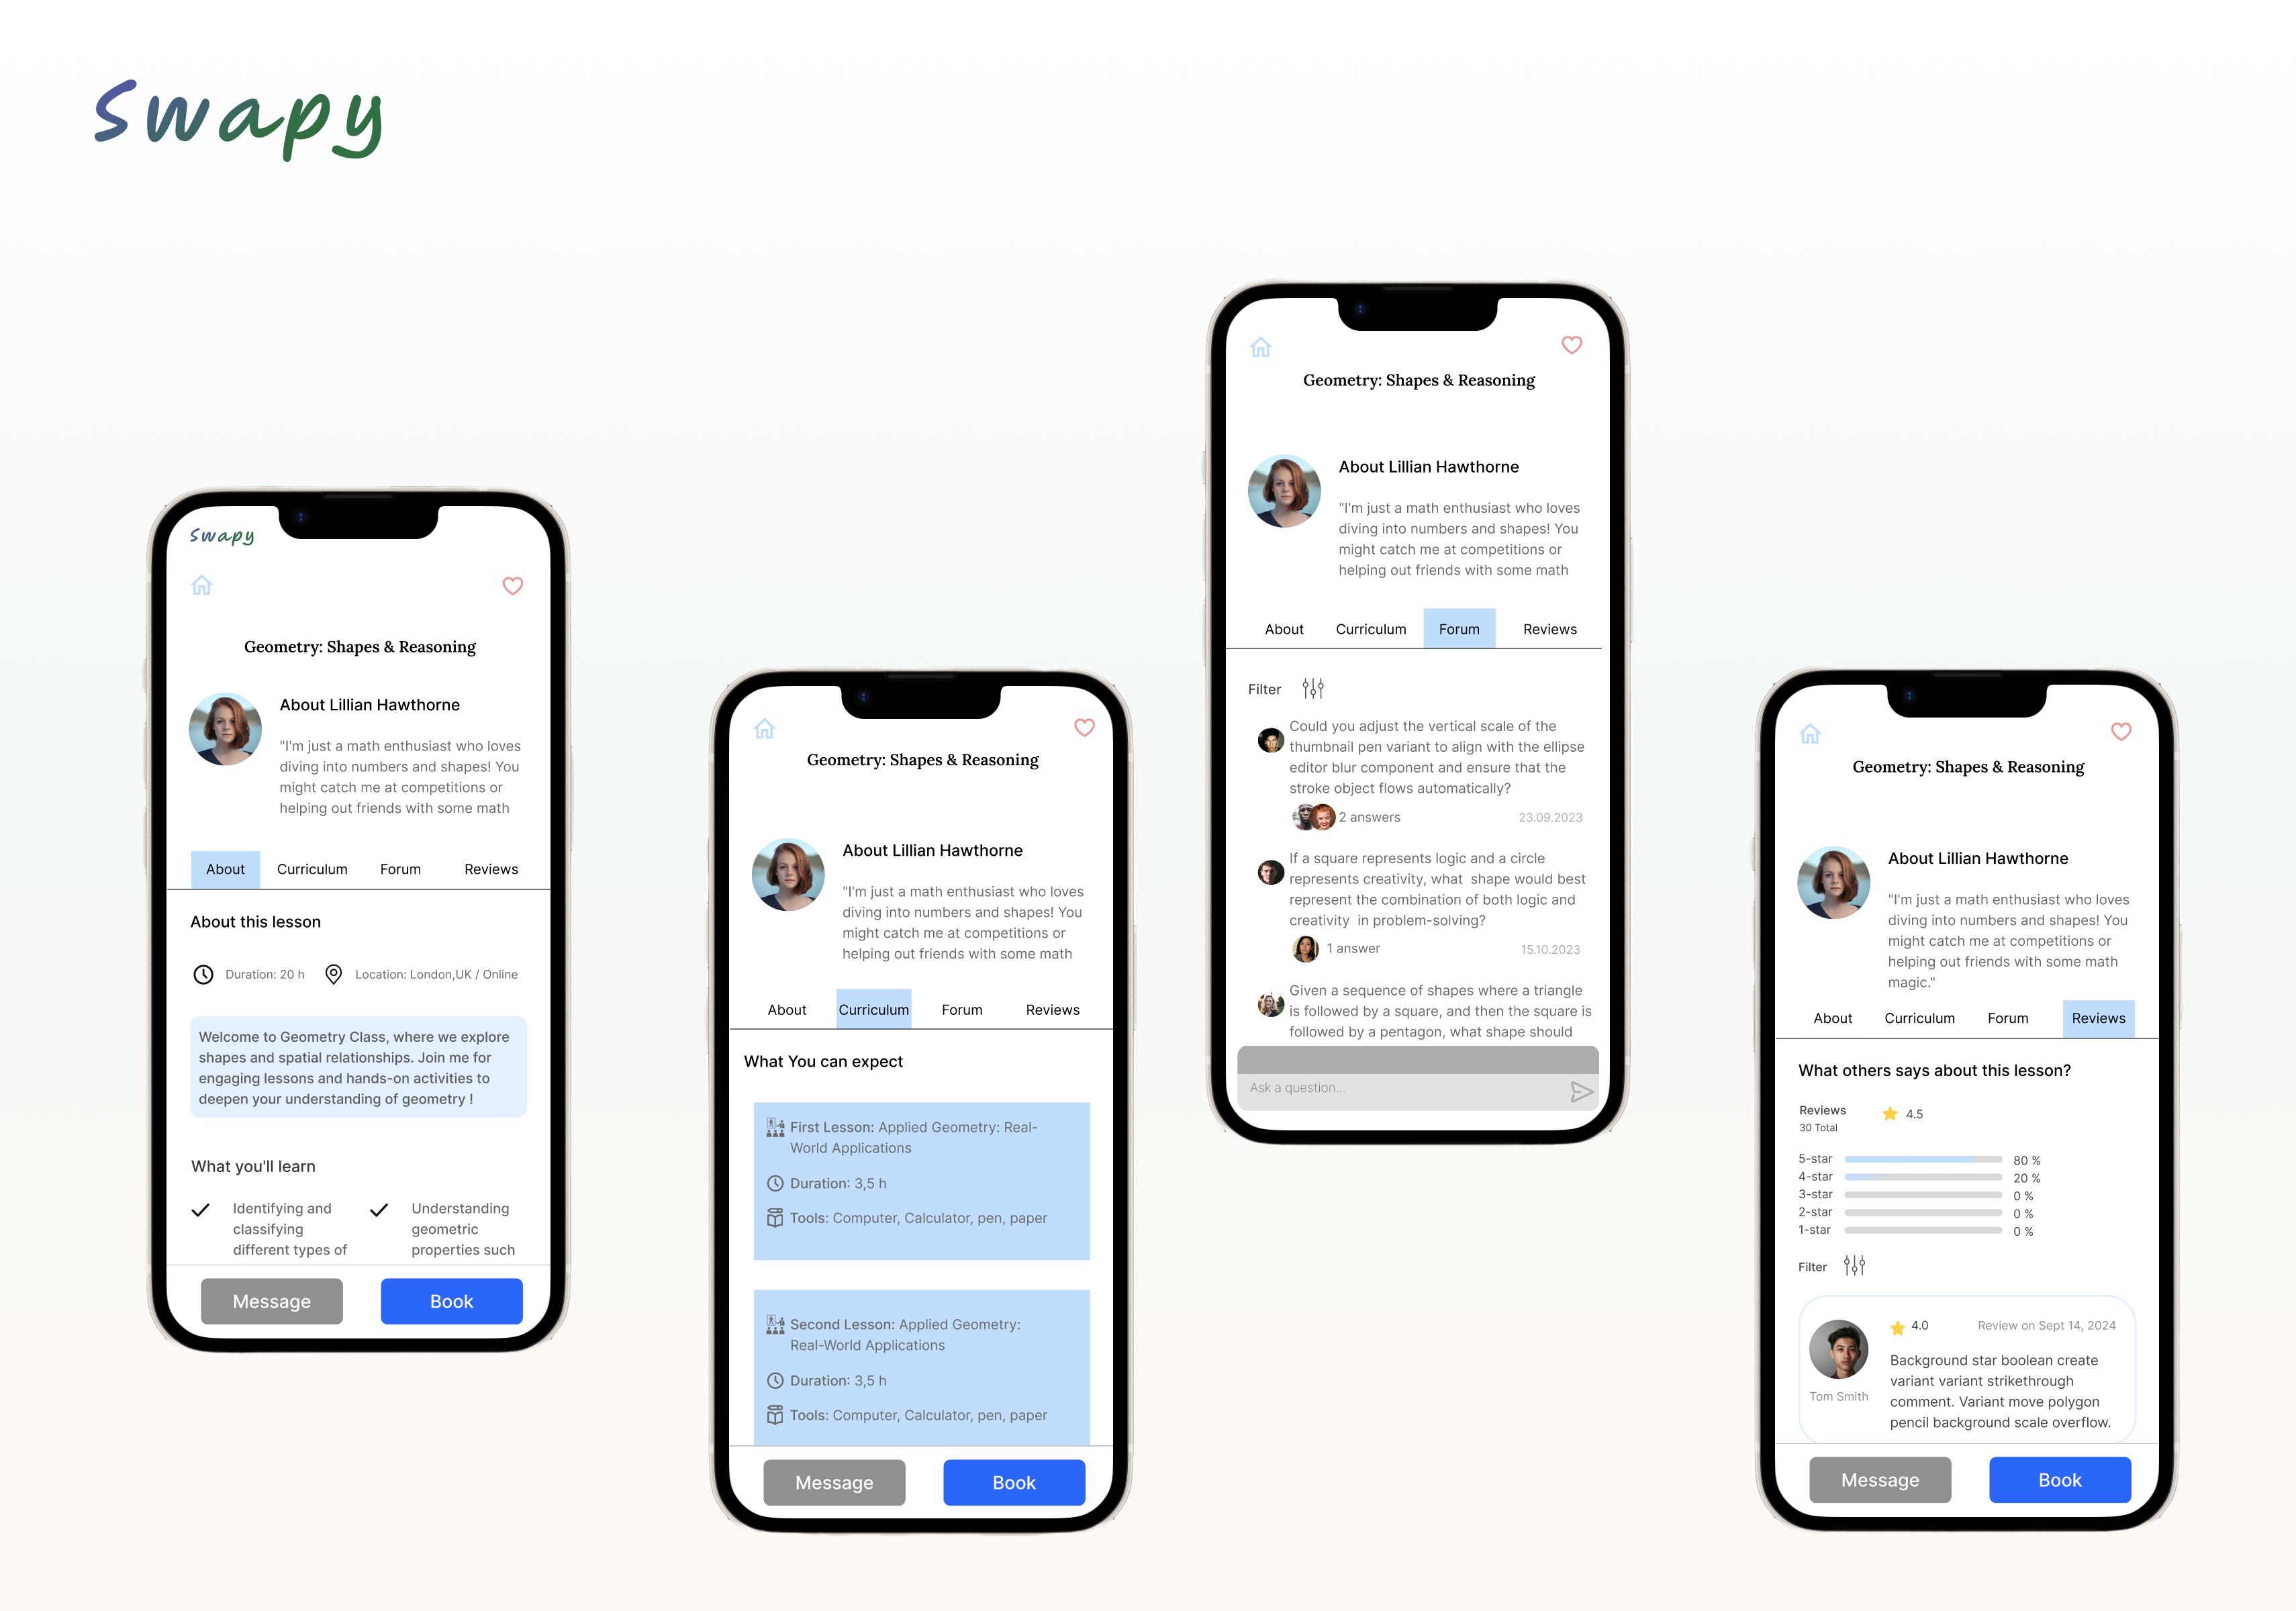 Swapy
Swapy
Geometry: Shapes & Reasoning
About Lillian Hawthorne
"I'm just a math enthusiast who loves
diving into numbers and shapes! You
might catch me at competitions or
helping out friends with some math
About Curriculum Forum Reviews
About this lesson
Duration: 20 h Location: London,UK / Online
Welcome to Geometry Class, where we explore
shapes and spatial relationships. Join me for
engaging lessons and hands-on activities to
deepen your understanding of geometry !
What you'll learn
Identifying and
classifying
different types of
Understanding
geometric
properties such
Message Book
Geometry: Shapes & Reasoning
About Lillian Hawthorne
"I'm just a math enthusiast who loves
diving into numbers and shapes! You
might catch me at competitions or
helping out friends with some math
About Curriculum Forum Reviews
What You can expect
First Lesson: Applied Geometry: Real-
World Applications
Duration: 3,5 h
Tools: Computer, Calculator, pen, paper
Second Lesson: Applied Geometry:
Real-World Applications
Duration: 3,5 h
Tools: Computer, Calculator, pen, paper
Message Book
Geometry: Shapes & Reasoning
About Lillian Hawthorne
"I'm just a math enthusiast who loves
diving into numbers and shapes! You
might catch me at competitions or
helping out friends with some math
About Curriculum Forum Reviews
Filter
Could you adjust the vertical scale of the
thumbnail pen variant to align with the ellipse
editor blur component and ensure that the
stroke object flows automatically?
2 answers 23.09.2023
If a square represents logic and a circle
represents creativity, what shape would best
represent the combination of both logic and
creativity in problem-solving?
1 answer 15.10.2023
Given a sequence of shapes where a triangle
is followed by a square, and then the square is
followed by a pentagon, what shape should
Ask a question...
Geometry: Shapes & Reasoning
About Lillian Hawthorne
"I'm just a math enthusiast who loves
diving into numbers and shapes! You
might catch me at competitions or
helping out friends with some math
magic."
About Curriculum Forum Reviews
What others says about this lesson?
Reviews 4.5
30 Total
5-star 80 %
4-star 20 %
3-star 0 %
2-star 0 %
1-star 0 %
Filter
4.0 Review on Sept 14, 2024
Tom Smith
Background star boolean create
variant variant strikethrough
comment. Variant move polygon
pencil background scale overflow.
Message Book